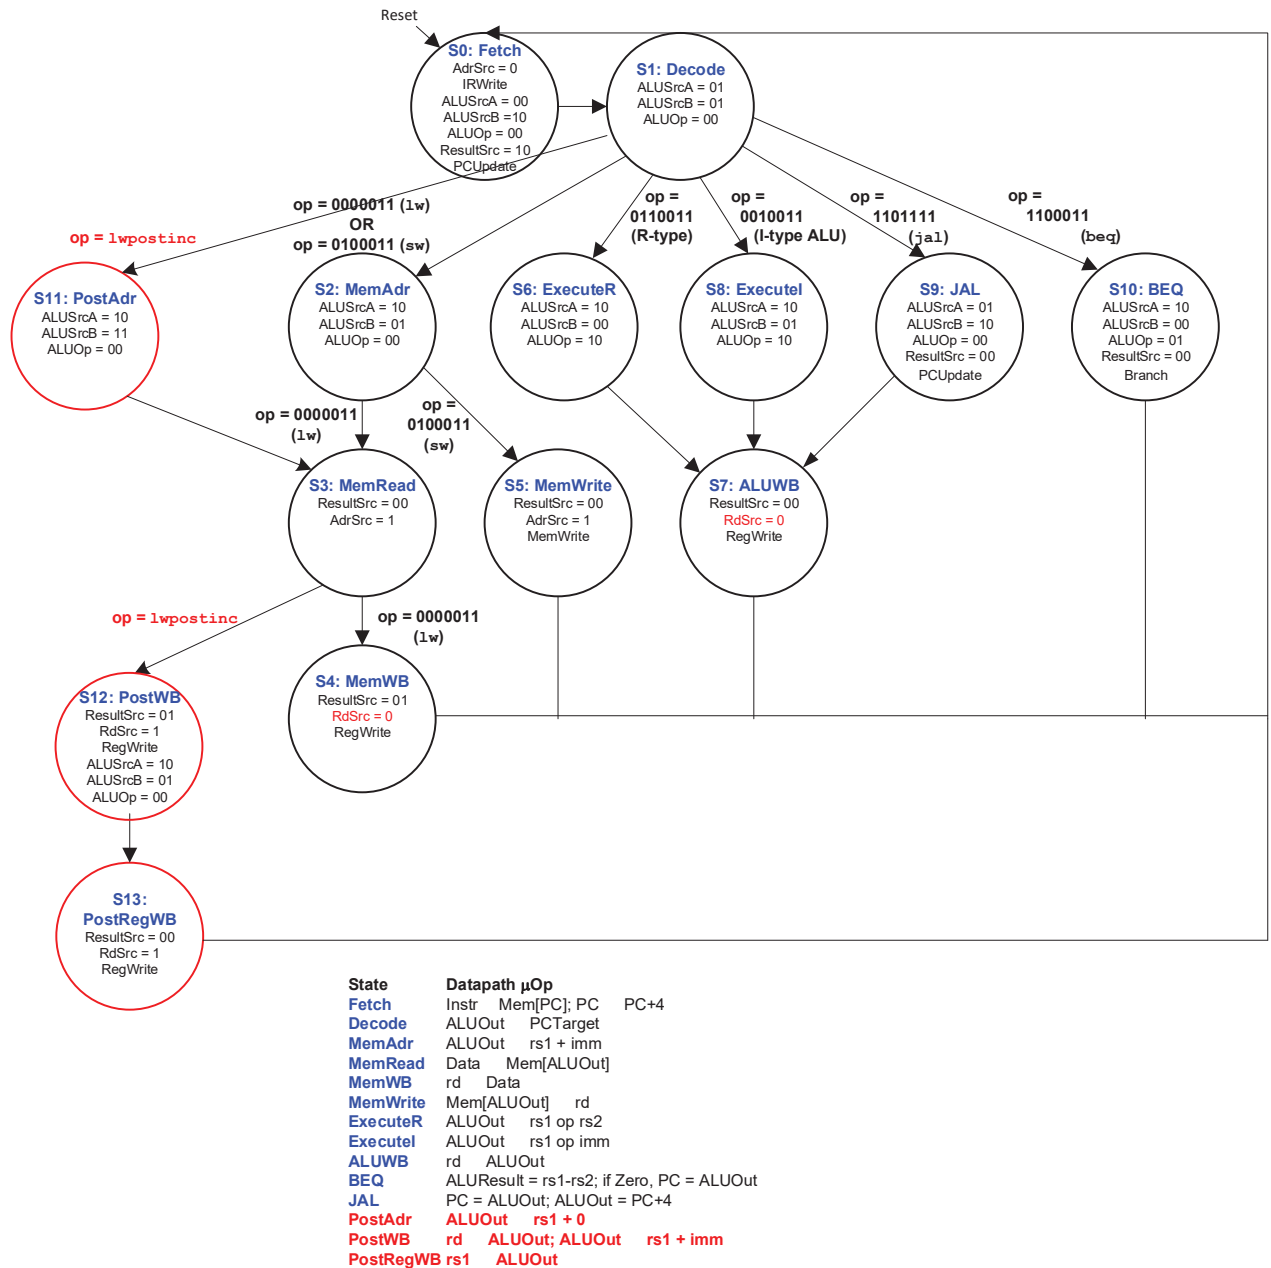 Reset
S0: Fetch
AdrSrc = 0
IRWrite
ALUSrcA = 00
ALUSrcB =10
ALUOp = 00
ResultSrc = 10
PCUpdate
S1: Decode
ALUSrcA = 01
ALUSrcB = 01
ALUOp = 00
op = lwpostinc
op = 0000011 (lw)
OR
op = 0100011 (sw)
op =
0110011
(R-type)
op =
0010011
(I-type ALU)
op =
1101111
(jal)
op =
1100011
(beq)
S11: PostAdr
ALUSrcA = 10
ALUSrcB = 11
ALUOp = 00
S2: MemAdr
ALUSrcA = 10
ALUSrcB = 01
ALUOp = 00
S6: ExecuteR
ALUSrcA = 10
ALUSrcB = 00
ALUOp = 10
S8: ExecuteI
ALUSrcA = 10
ALUSrcB = 01
ALUOp = 10
S9: JAL
ALUSrcA = 01
ALUSrcB = 10
ALUOp = 00
ResultSrc = 00
PCUpdate
S10: BEQ
ALUSrcA = 10
ALUSrcB = 00
ALUOp = 01
ResultSrc = 00
Branch
op = 0000011
(lw)
op =
0100011
(sw)
S3: MemRead
ResultSrc = 00
AdrSrc = 1
S5: MemWrite
ResultSrc = 00
AdrSrc = 1
MemWrite
S7: ALUWB
ResultSrc = 00
RdSrc = 0
RegWrite
op = lwpostinc
op = 0000011
(lw)
S12: PostWB
ResultSrc = 01
RdSrc = 1
RegWrite
ALUSrcA = 10
ALUSrcB = 01
ALUOp = 00
S4: MemWB
ResultSrc = 01
RdSrc = 0
RegWrite
S13:
PostRegWB
ResultSrc = 00
RdSrc = 1
RegWrite
State Datapath μOp
Fetch Instr Mem[PC]; PC PC+4
Decode ALUOut PCTarget
MemAdr ALUOut rs1 + imm
MemRead Data Mem[ALUOut]
MemWB rd Data
MemWrite Mem[ALUOut] rd
ExecuteR ALUOut rs1 op rs2
ExecuteI ALUOut rs1 op imm
ALUWB rd ALUOut
BEQ ALUResult = rs1-rs2; if Zero, PC = ALUOut
JAL PC = ALUOut; ALUOut = PC+4
PostAdr ALUOut rs1 + 0
PostWB rd ALUOut; ALUOut rs1 + imm
PostRegWB rs1 ALUOut